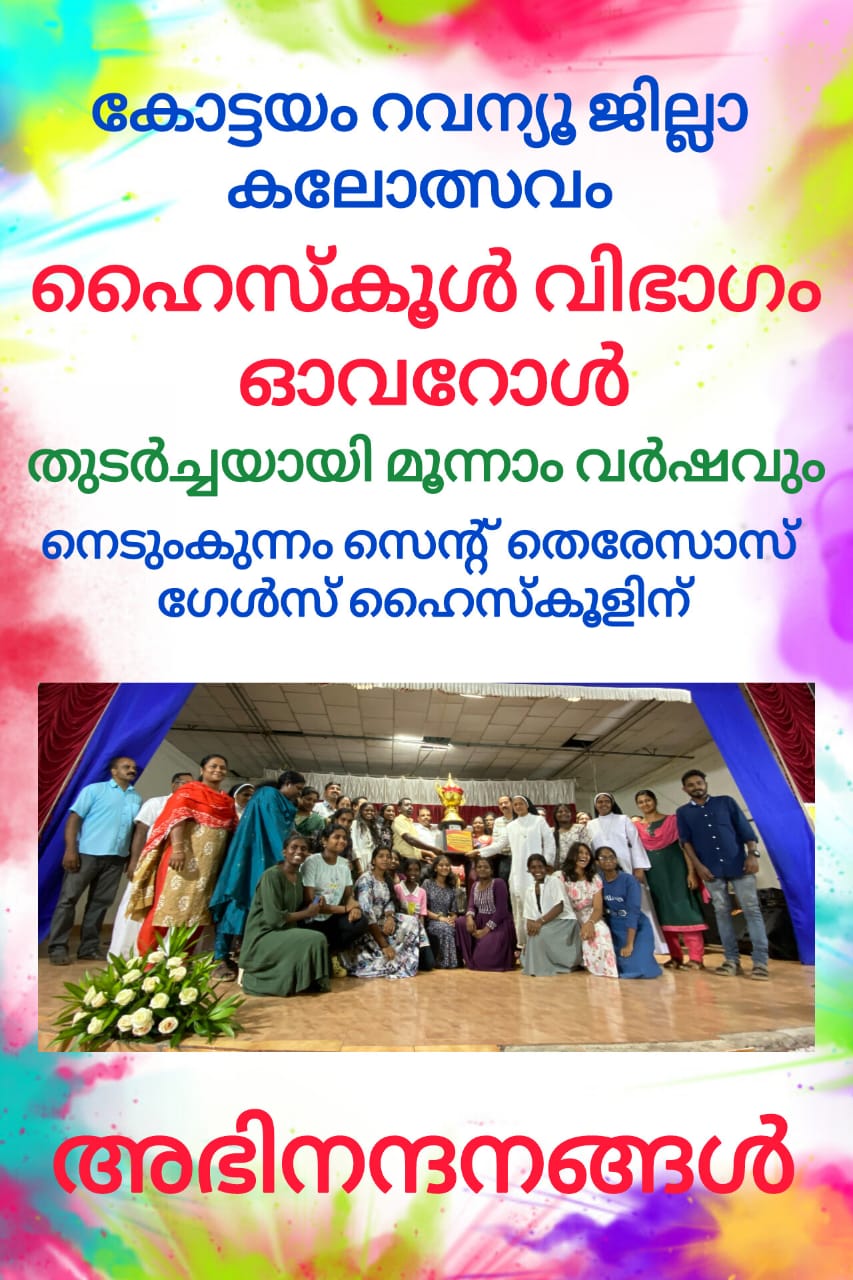 കോട്ടയം റവന്യൂ ജില്ലാ
കലോത്സവം
ഹൈസ്കൂൾ വിഭാഗം
ഓവറോൾ
തുടർച്ചയായി മൂന്നാം വർഷവും
നെടുംകുന്നം സെന്റ് തെരേസാസ്
ഗേൾസ് ഹൈസ്കൂളിന്
അഭിനന്ദനങ്ങൾ